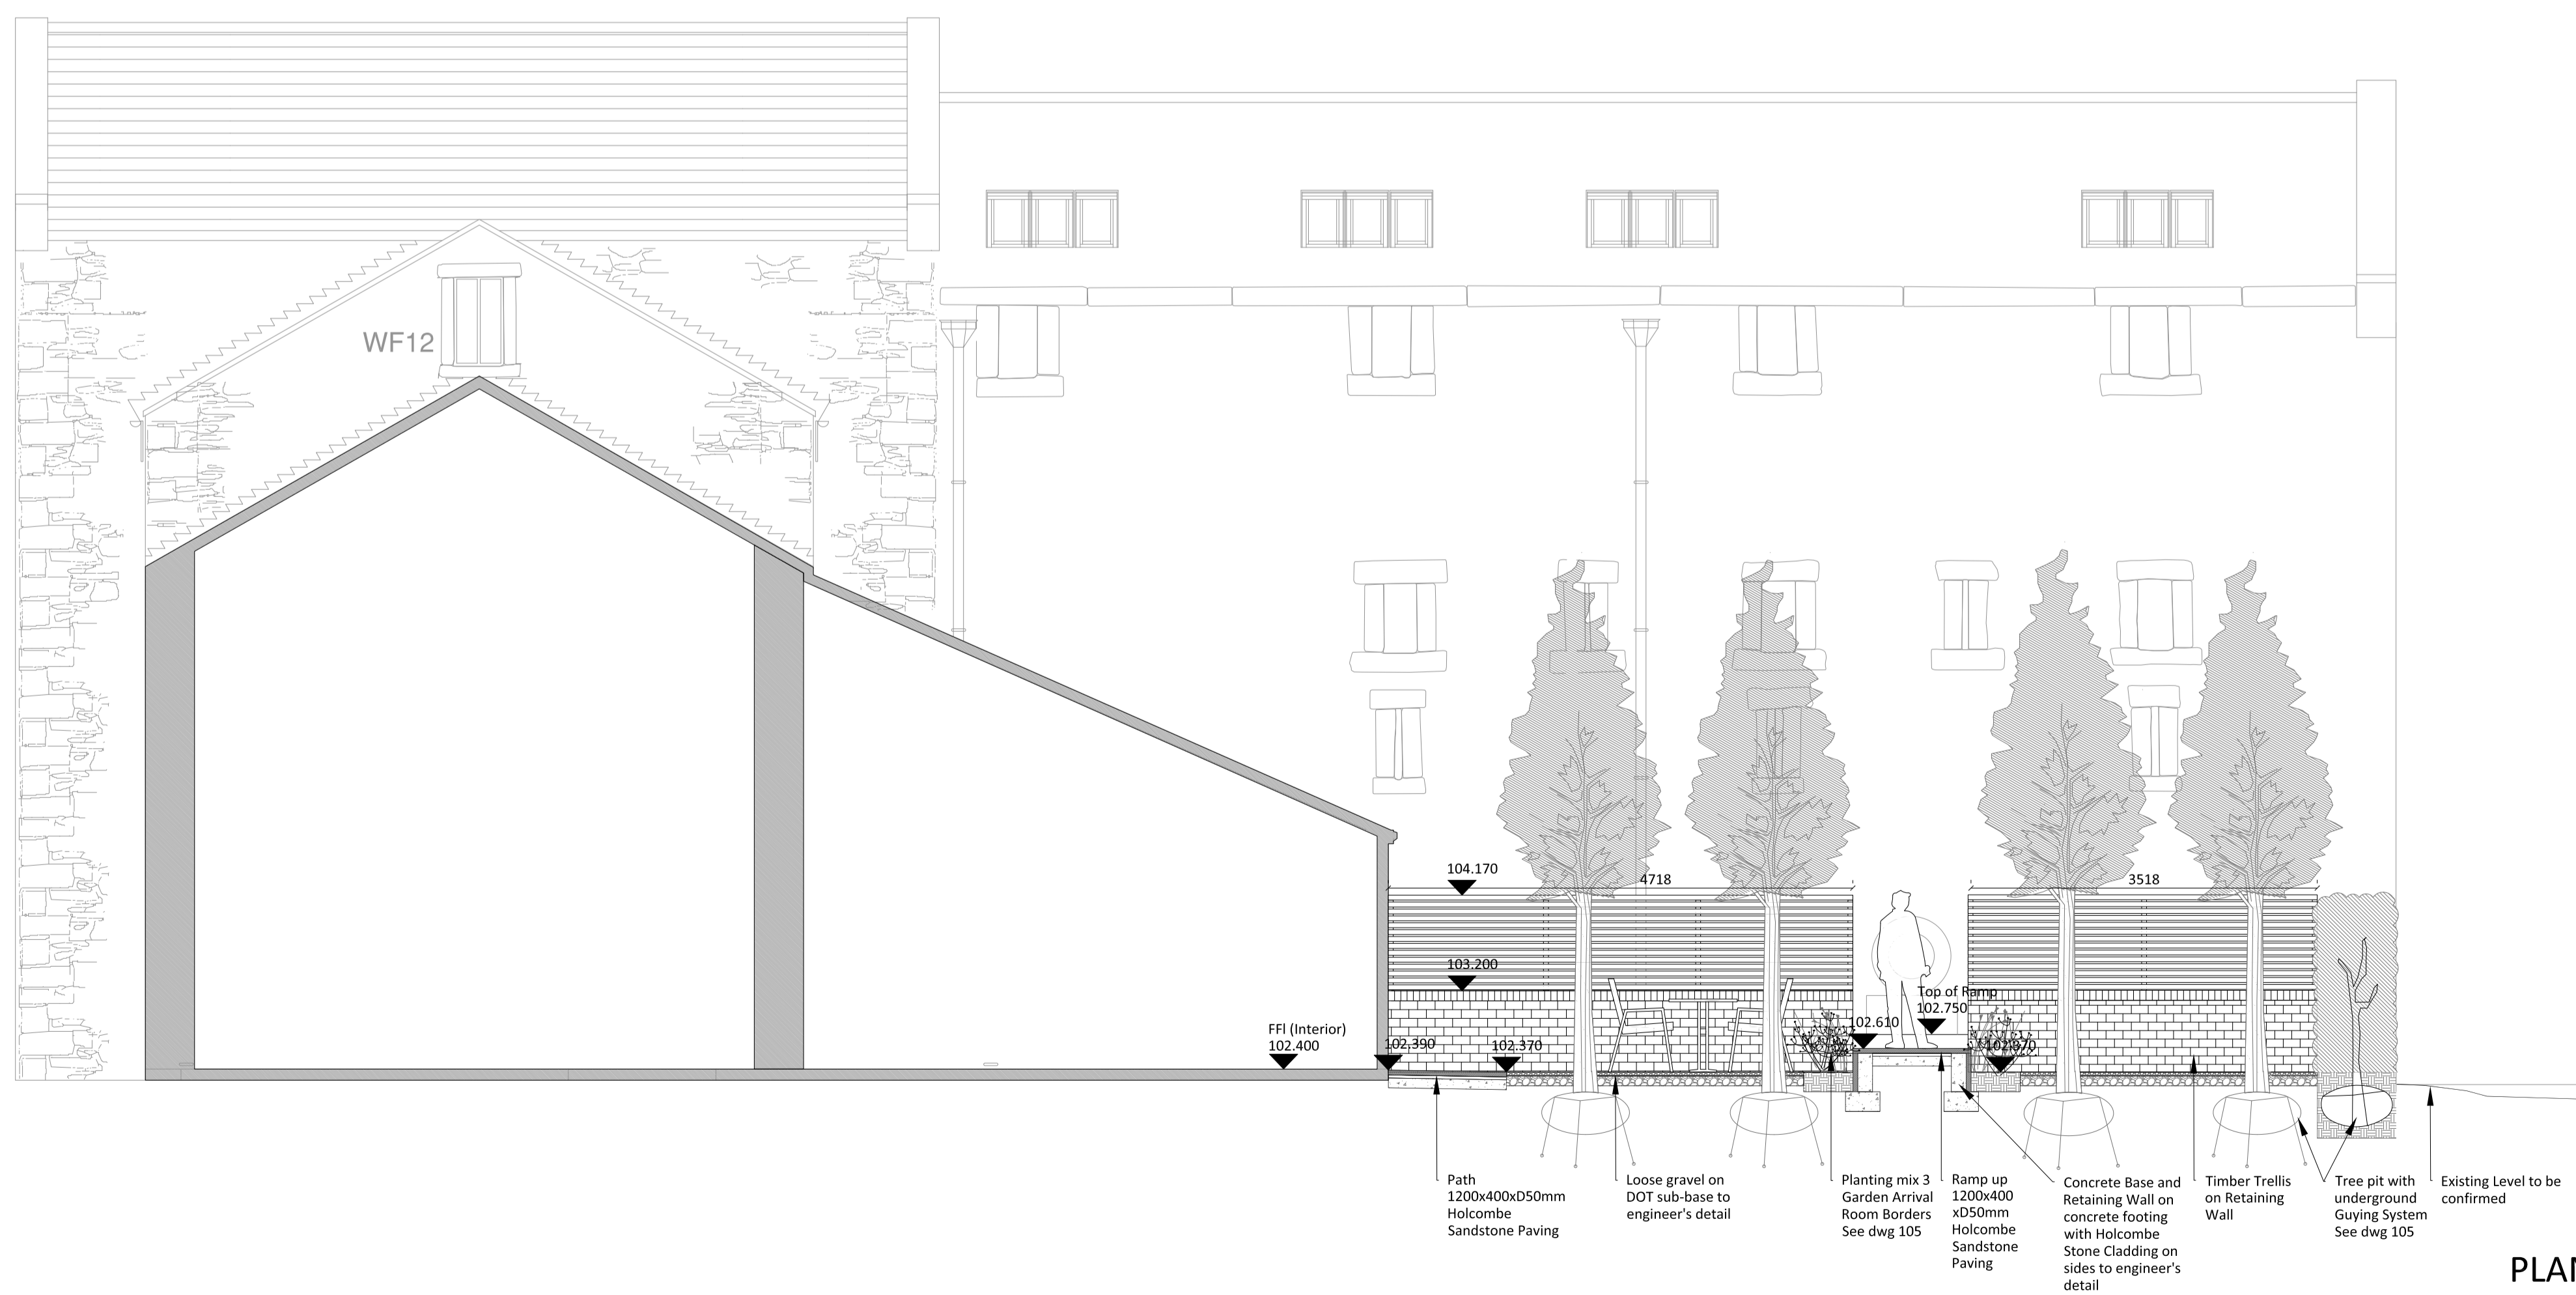 WF12
104.170
4718
3518
103.200
Top of Ramp
102.750
102.610
FFl (Interior)
102.400
102.390
102.370
102.370
Path
1200x400xD50mm
Holcombe
Sandstone Paving
Loose gravel on
DOT sub-base to
engineer's detail
Planting mix 3
Garden Arrival
Room Borders
See dwg 105
Ramp up
1200x400
xD50mm
Holcombe
Sandstone
Paving
Concrete Base and
Retaining Wall on
concrete footing
with Holcombe
Stone Cladding on
sides to engineer's
detail
Timber Trellis
on Retaining
Wall
Tree pit with
underground
Guying System
See dwg 105
Existing Level to be
confirmed
PLAN